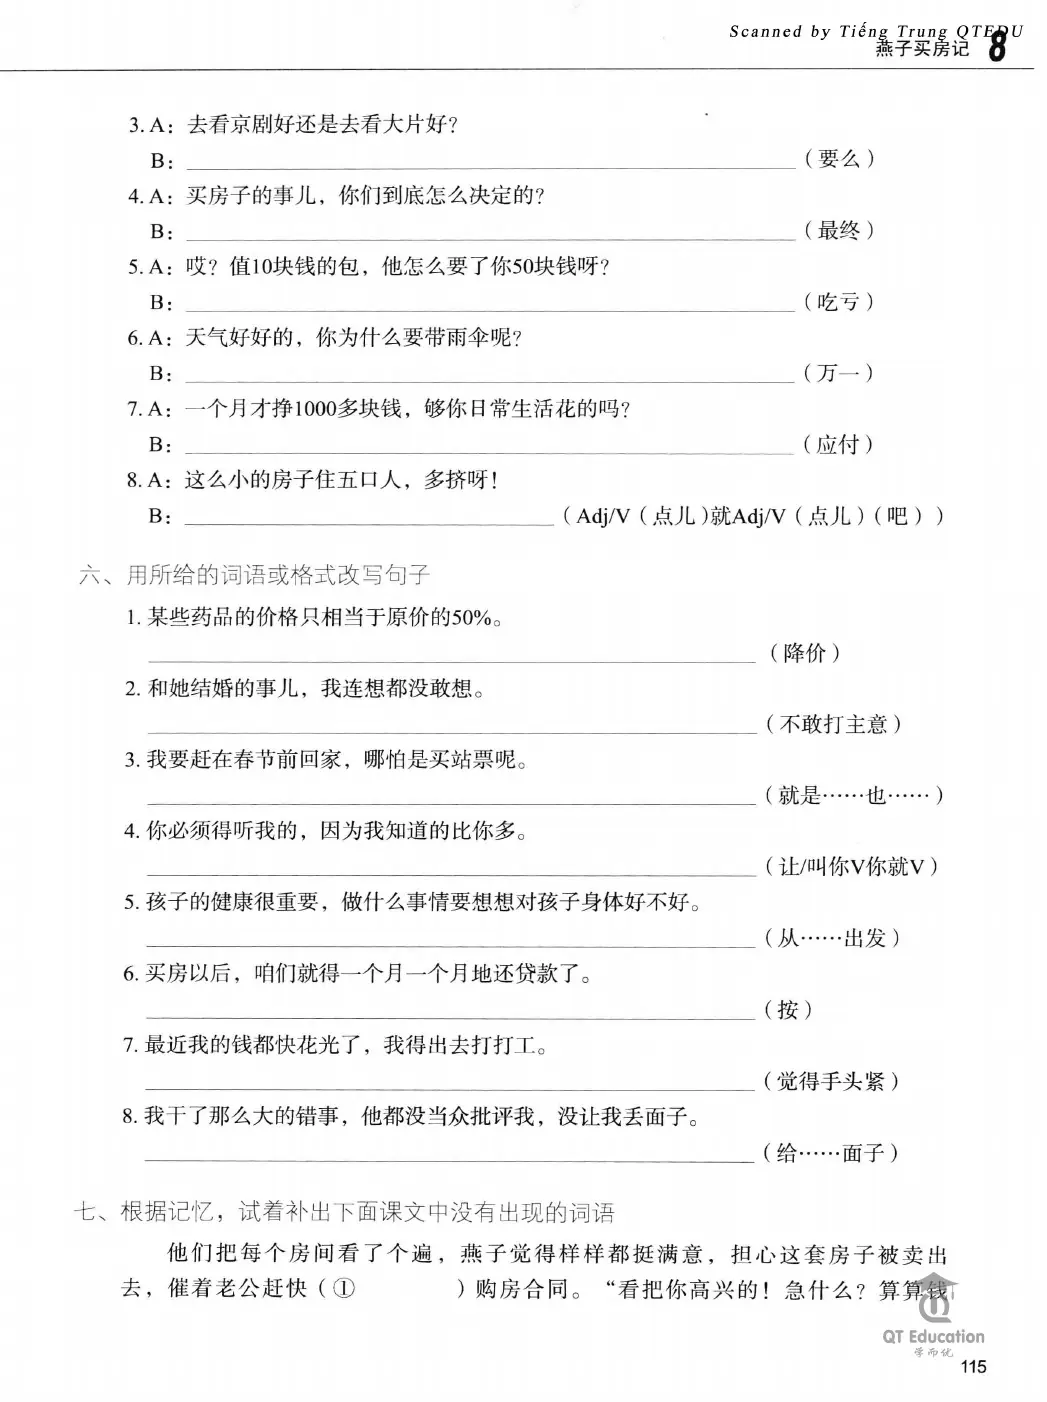 Scanned by Tiếng Trung QTEDU
燕子买房记 8
3. A：去看京剧好还是去看大片好？
B：（要么）
4. A：买房子的事儿，你们到底怎么决定的？
B：（最终）
5. A：哎？值10块钱的包，他怎么要了你50块钱呀？
B：（吃亏）
6. A：天气好好的，你为什么要带雨伞呢？
B：（万一）
7. A：一个月才挣1000多块钱，够你日常生活花的吗？
B：（应付）
8. A：这么小的房子住五口人，多挤呀！
B：（Adj/V（点儿）就Adj/V（点儿）（吧））
六、用所给的词语或格式改写句子
1. 某些药品的价格只相当于原价的50%。
（降价）
2. 和她结婚的事儿，我连想都没敢想。
（不敢打主意）
3. 我要赶在春节前回家，哪怕是买站票呢。
（就是……也……）
4. 你必须得听我的，因为我知道的比你多。
（让/叫你V你就V）
5. 孩子的健康很重要，做什么事情要想想对孩子身体好不好。
（从……出发）
6. 买房以后，咱们就得一个月一个月地还贷款了。
（按）
7. 最近我的钱都快花光了，我得出去打打工。
（觉得手头紧）
8. 我干了那么大的错事，他都没当众批评我，没让我丢面子。
（给……面子）
七、根据记忆，试着补出下面课文中没有出现的词语
他们把每个房间看了个遍，燕子觉得样样都挺满意，担心这套房子被卖出
去，催着老公赶快（① ）购房合同。“看把你高兴的！急什么？算算钱
QT Education
学而优
115